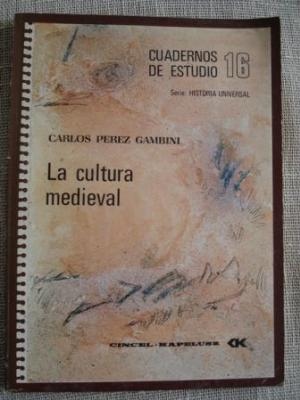 CUADERNOS
DE ESTUDIO 16
Serie: HISTORIA UNIVERSAL
CARLOS PEREZ GAMBINI
La cultura
medieval
CINCEL-KAPELUSZ CK